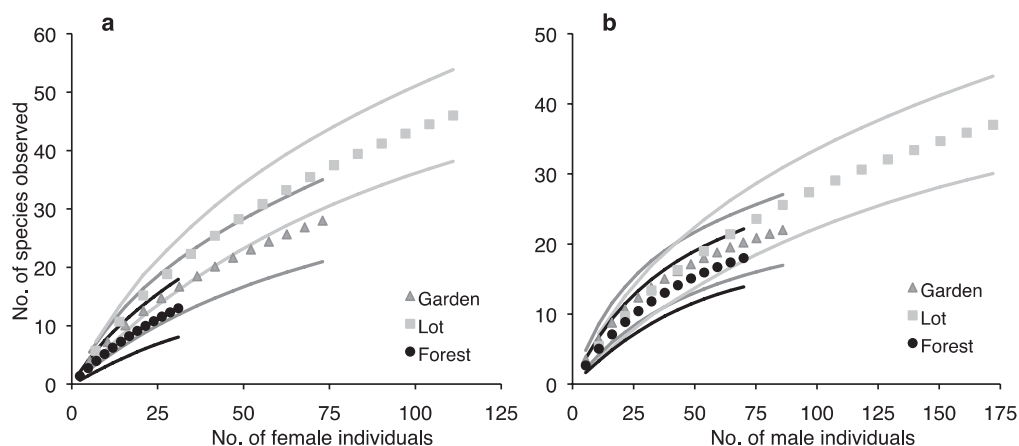 a
No. of species observed
60
50
40
30
20
10
0
0 25 50 75 100 125
No. of female individuals
Garden
Lot
Forest
b
50
40
30
20
10
0
0 25 50 75 100 125 150 175
No. of male individuals
Garden
Lot
Forest